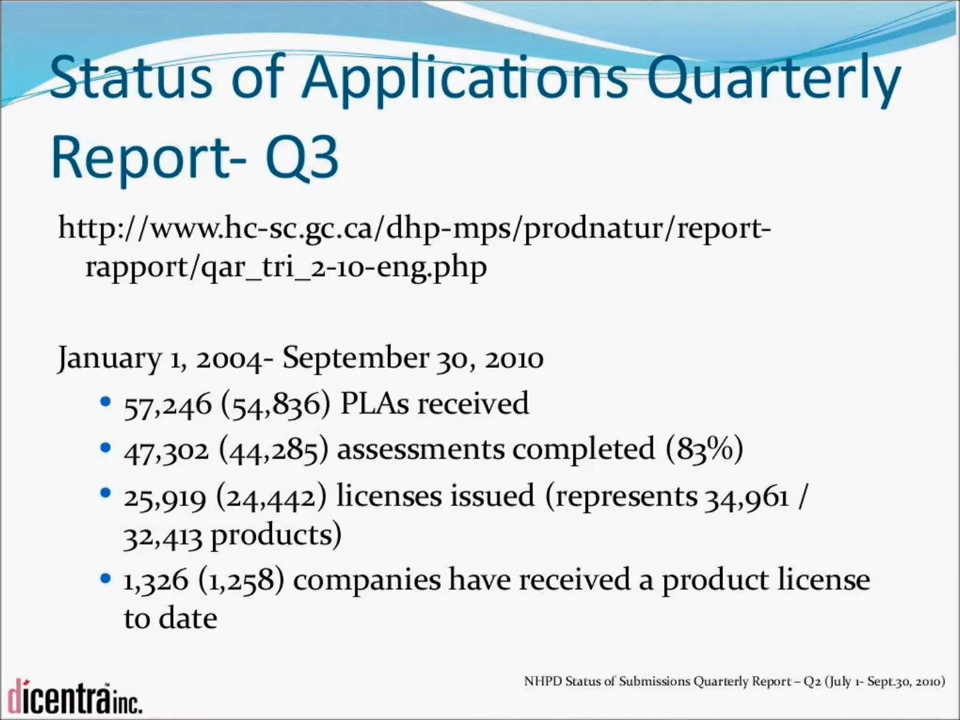 Status of Applications Quarterly
Report- Q3
http://www.hc-sc.gc.ca/dhp-mps/prodnatur/report-
rapport/qar_tri_2-10-eng.php
January 1, 2004- September 30, 2010
• 57,246 (54,836) PLAs received
• 47,302 (44,285) assessments completed (83%)
• 25,919 (24,442) licenses issued (represents 34,961 /
32,413 products)
• 1,326 (1,258) companies have received a product license
to date
NHPD Status of Submissions Quarterly Report – Q2 (July 1- Sept.30, 2010)
dicentra inc.